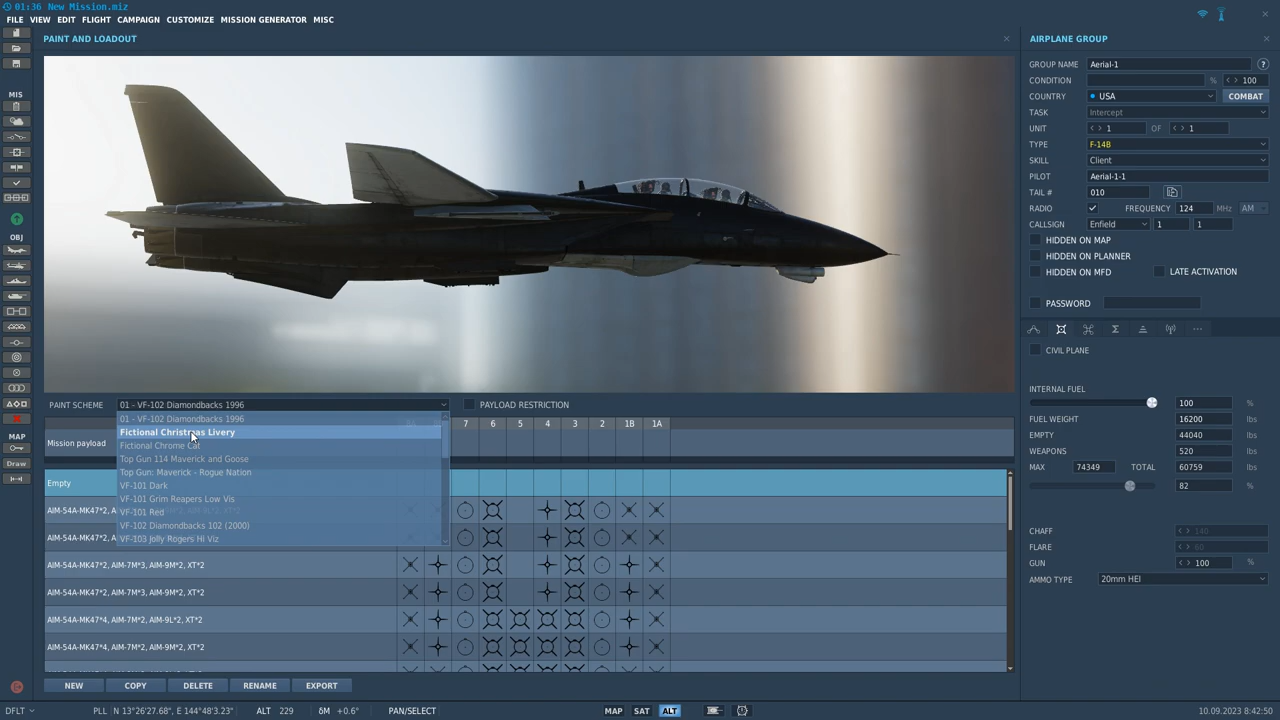 01:36 New Mission.miz
FILE VIEW EDIT FLIGHT CAMPAIGN CUSTOMIZE MISSION GENERATOR MISC
PAINT AND LOADOUT
MIS
OBJ
MAP
Draw
PAINT SCHEME 01 - VF-102 Diamondbacks 1996 PAYLOAD RESTRICTION
01 - VF-102 Diamondbacks 1996
Fictional Christmas Livery
Fictional Chrome Cat
Top Gun 114 Maverick and Goose
Top Gun: Maverick - Rogue Nation
VF-101 Dark
VF-101 Grim Reapers Low Vis
VF-101 Red
VF-102 Diamondbacks 102 (2000)
VF-103 Jolly Rogers Hi Viz
7 6 5 4 3 2 1B 1A
Mission payload
Empty
AIM-54A-MK47*2,
AIM-54A-MK47*2,
AIM-54A-MK47*2, AIM-7M*3, AIM-9M*2, XT*2
AIM-54A-MK47*2, AIM-7M*3, AIM-9M*2, XT*2
AIM-54A-MK47*4, AIM-7M*2, AIM-9L*2, XT*2
AIM-54A-MK47*4, AIM-7M*2, AIM-9M*2, XT*2
NEW COPY DELETE RENAME EXPORT
AIRPLANE GROUP
GROUP NAME Aerial-1 ?
CONDITION % < > 100
COUNTRY USA COMBAT
TASK Intercept
UNIT < > 1 OF < > 1
TYPE F-14B
SKILL Client
PILOT Aerial-1-1
TAIL # 010
RADIO FREQUENCY 124 MHz AM
CALLSIGN Enfield 1 1
HIDDEN ON MAP
HIDDEN ON PLANNER
HIDDEN ON MFD LATE ACTIVATION
PASSWORD
CIVIL PLANE
INTERNAL FUEL
100 %
FUEL WEIGHT 16200 lbs
EMPTY 44040 lbs
WEAPONS 520 lbs
MAX 74349 TOTAL 60759 lbs
82 %
CHAFF < > 140
FLARE < > 60
GUN < > 100 %
AMMO TYPE 20mm HEI
DFLT PLL N 13°26'27.68" E 144°48'3.23" ALT 229 δM +0.6° PAN/SELECT MAP SAT ALT 10.09.2023 8:42:50